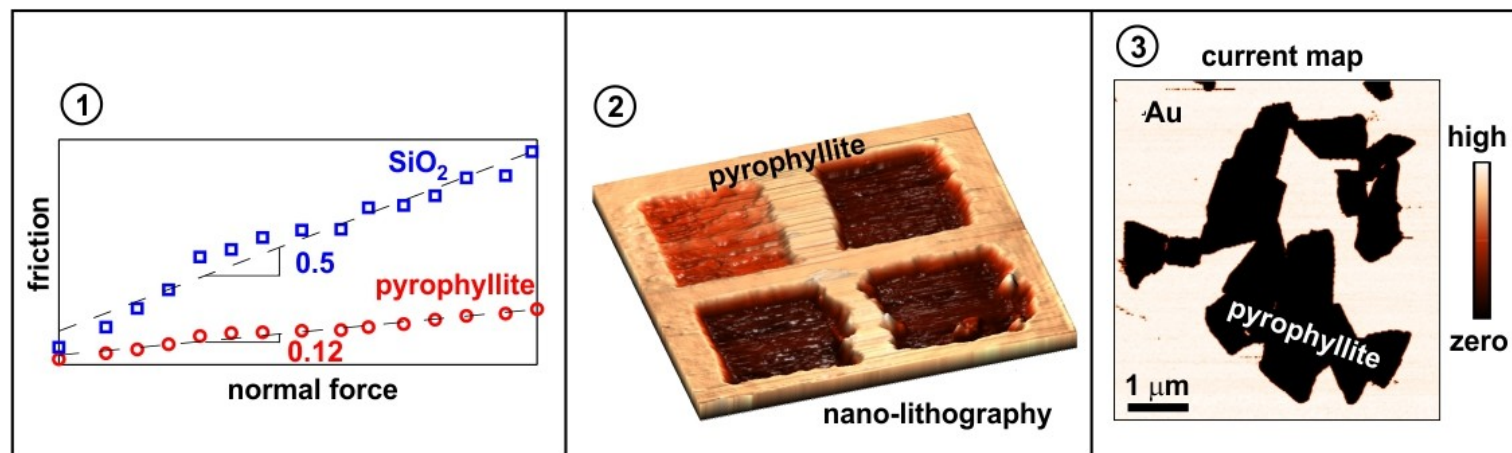 ①
SiO₂
0.5
pyrophyllite
0.12
friction
normal force
②
pyrophyllite
nano-lithography
③
current map
Au
pyrophyllite
1 μm
high
zero